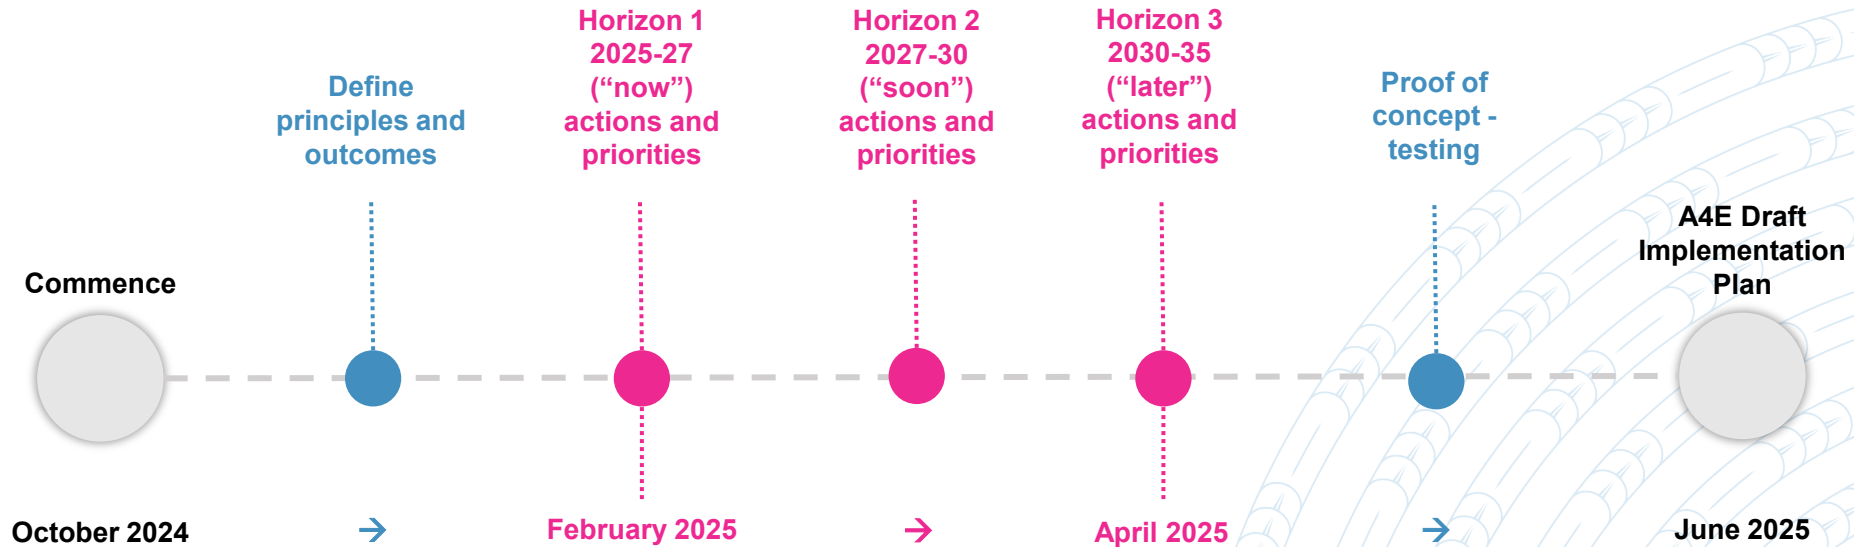 Commence
October 2024
Define
principles and
outcomes
→
Horizon 1
2025-27
(“now”)
actions and
priorities
February 2025
Horizon 2
2027-30
(“soon”)
actions and
priorities
→
Horizon 3
2030-35
(“later”)
actions and
priorities
April 2025
Proof of
concept -
testing
→
A4E Draft
Implementation
Plan
June 2025